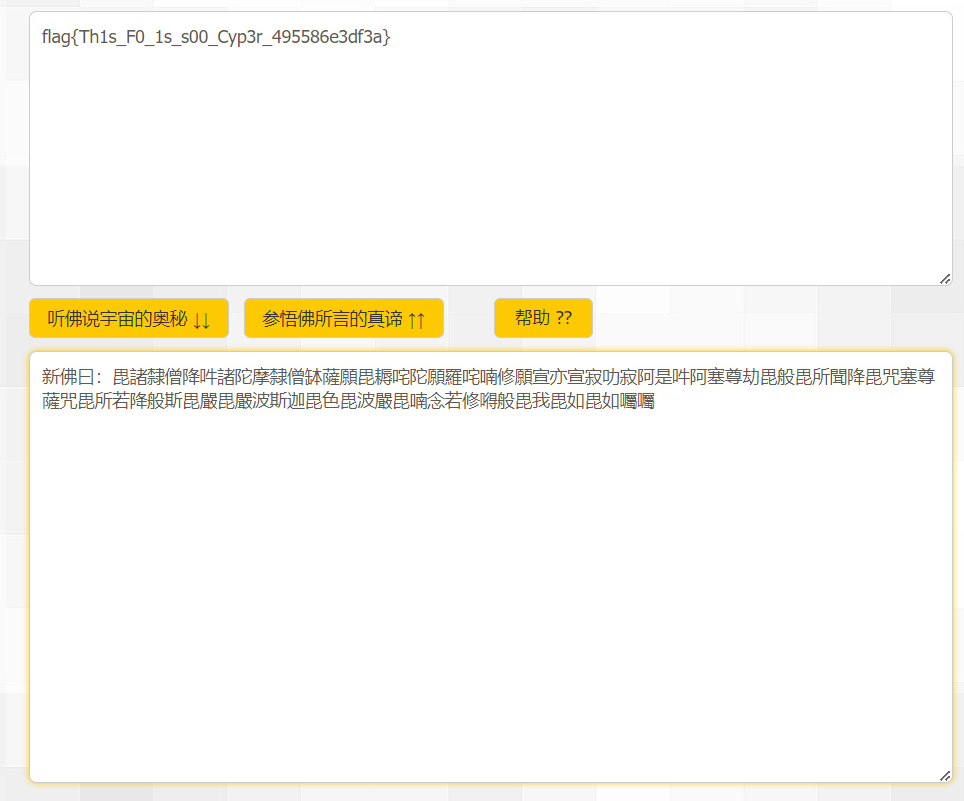 flag{Th1s_F0_1s_s00_Cyp3r_495586e3df3a}
听佛说宇宙的奥秘 ↓↓ 参悟佛所言的真谛 ↑↑ 帮助 ??
新佛曰：毘諸隸僧降吽諸陀摩隸僧缽薩願毘耨咤陀願羅咤喃修願宣亦宣寂叻寂阿是吽阿塞尊劫毘般毘所聞降毘咒塞尊
薩咒毘所若降般斯毘嚴毘嚴波斯迦毘色毘波嚴毘喃念若修嘚般毘我毘如毘如囑囑